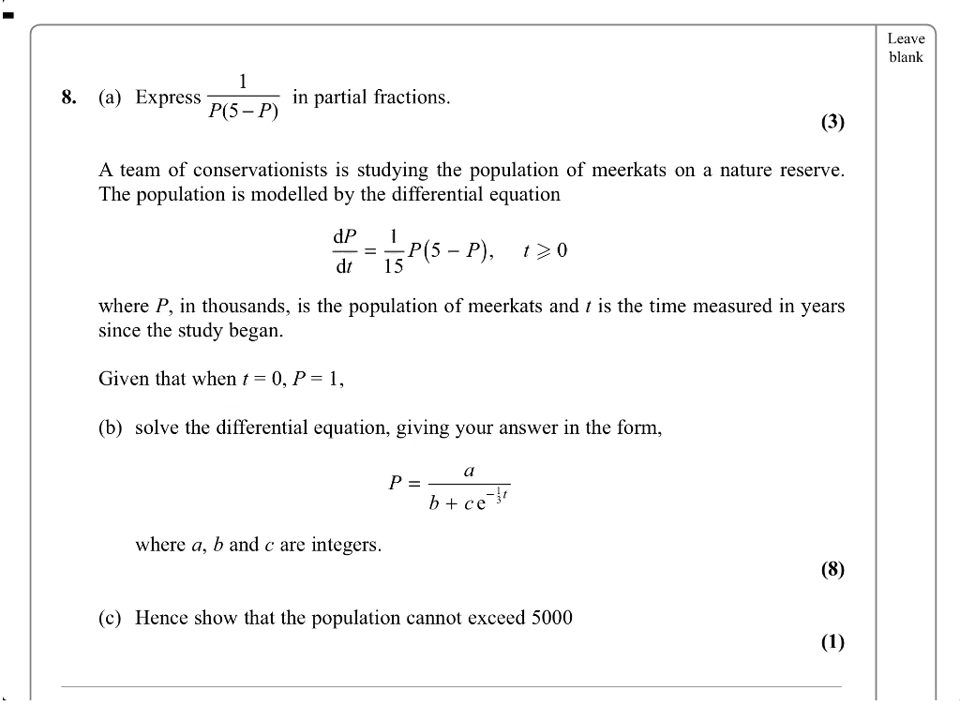 Leave
blank
8. (a) Express 1/(P(5 – P)) in partial fractions.
(3)
A team of conservationists is studying the population of meerkats on a nature reserve.
The population is modelled by the differential equation
dP/dt = 1/15 P(5 – P), t ⩾ 0
where P, in thousands, is the population of meerkats and t is the time measured in years
since the study began.
Given that when t = 0, P = 1,
(b) solve the differential equation, giving your answer in the form,
P = a/(b + ce^(–1/3 t))
where a, b and c are integers.
(8)
(c) Hence show that the population cannot exceed 5000
(1)